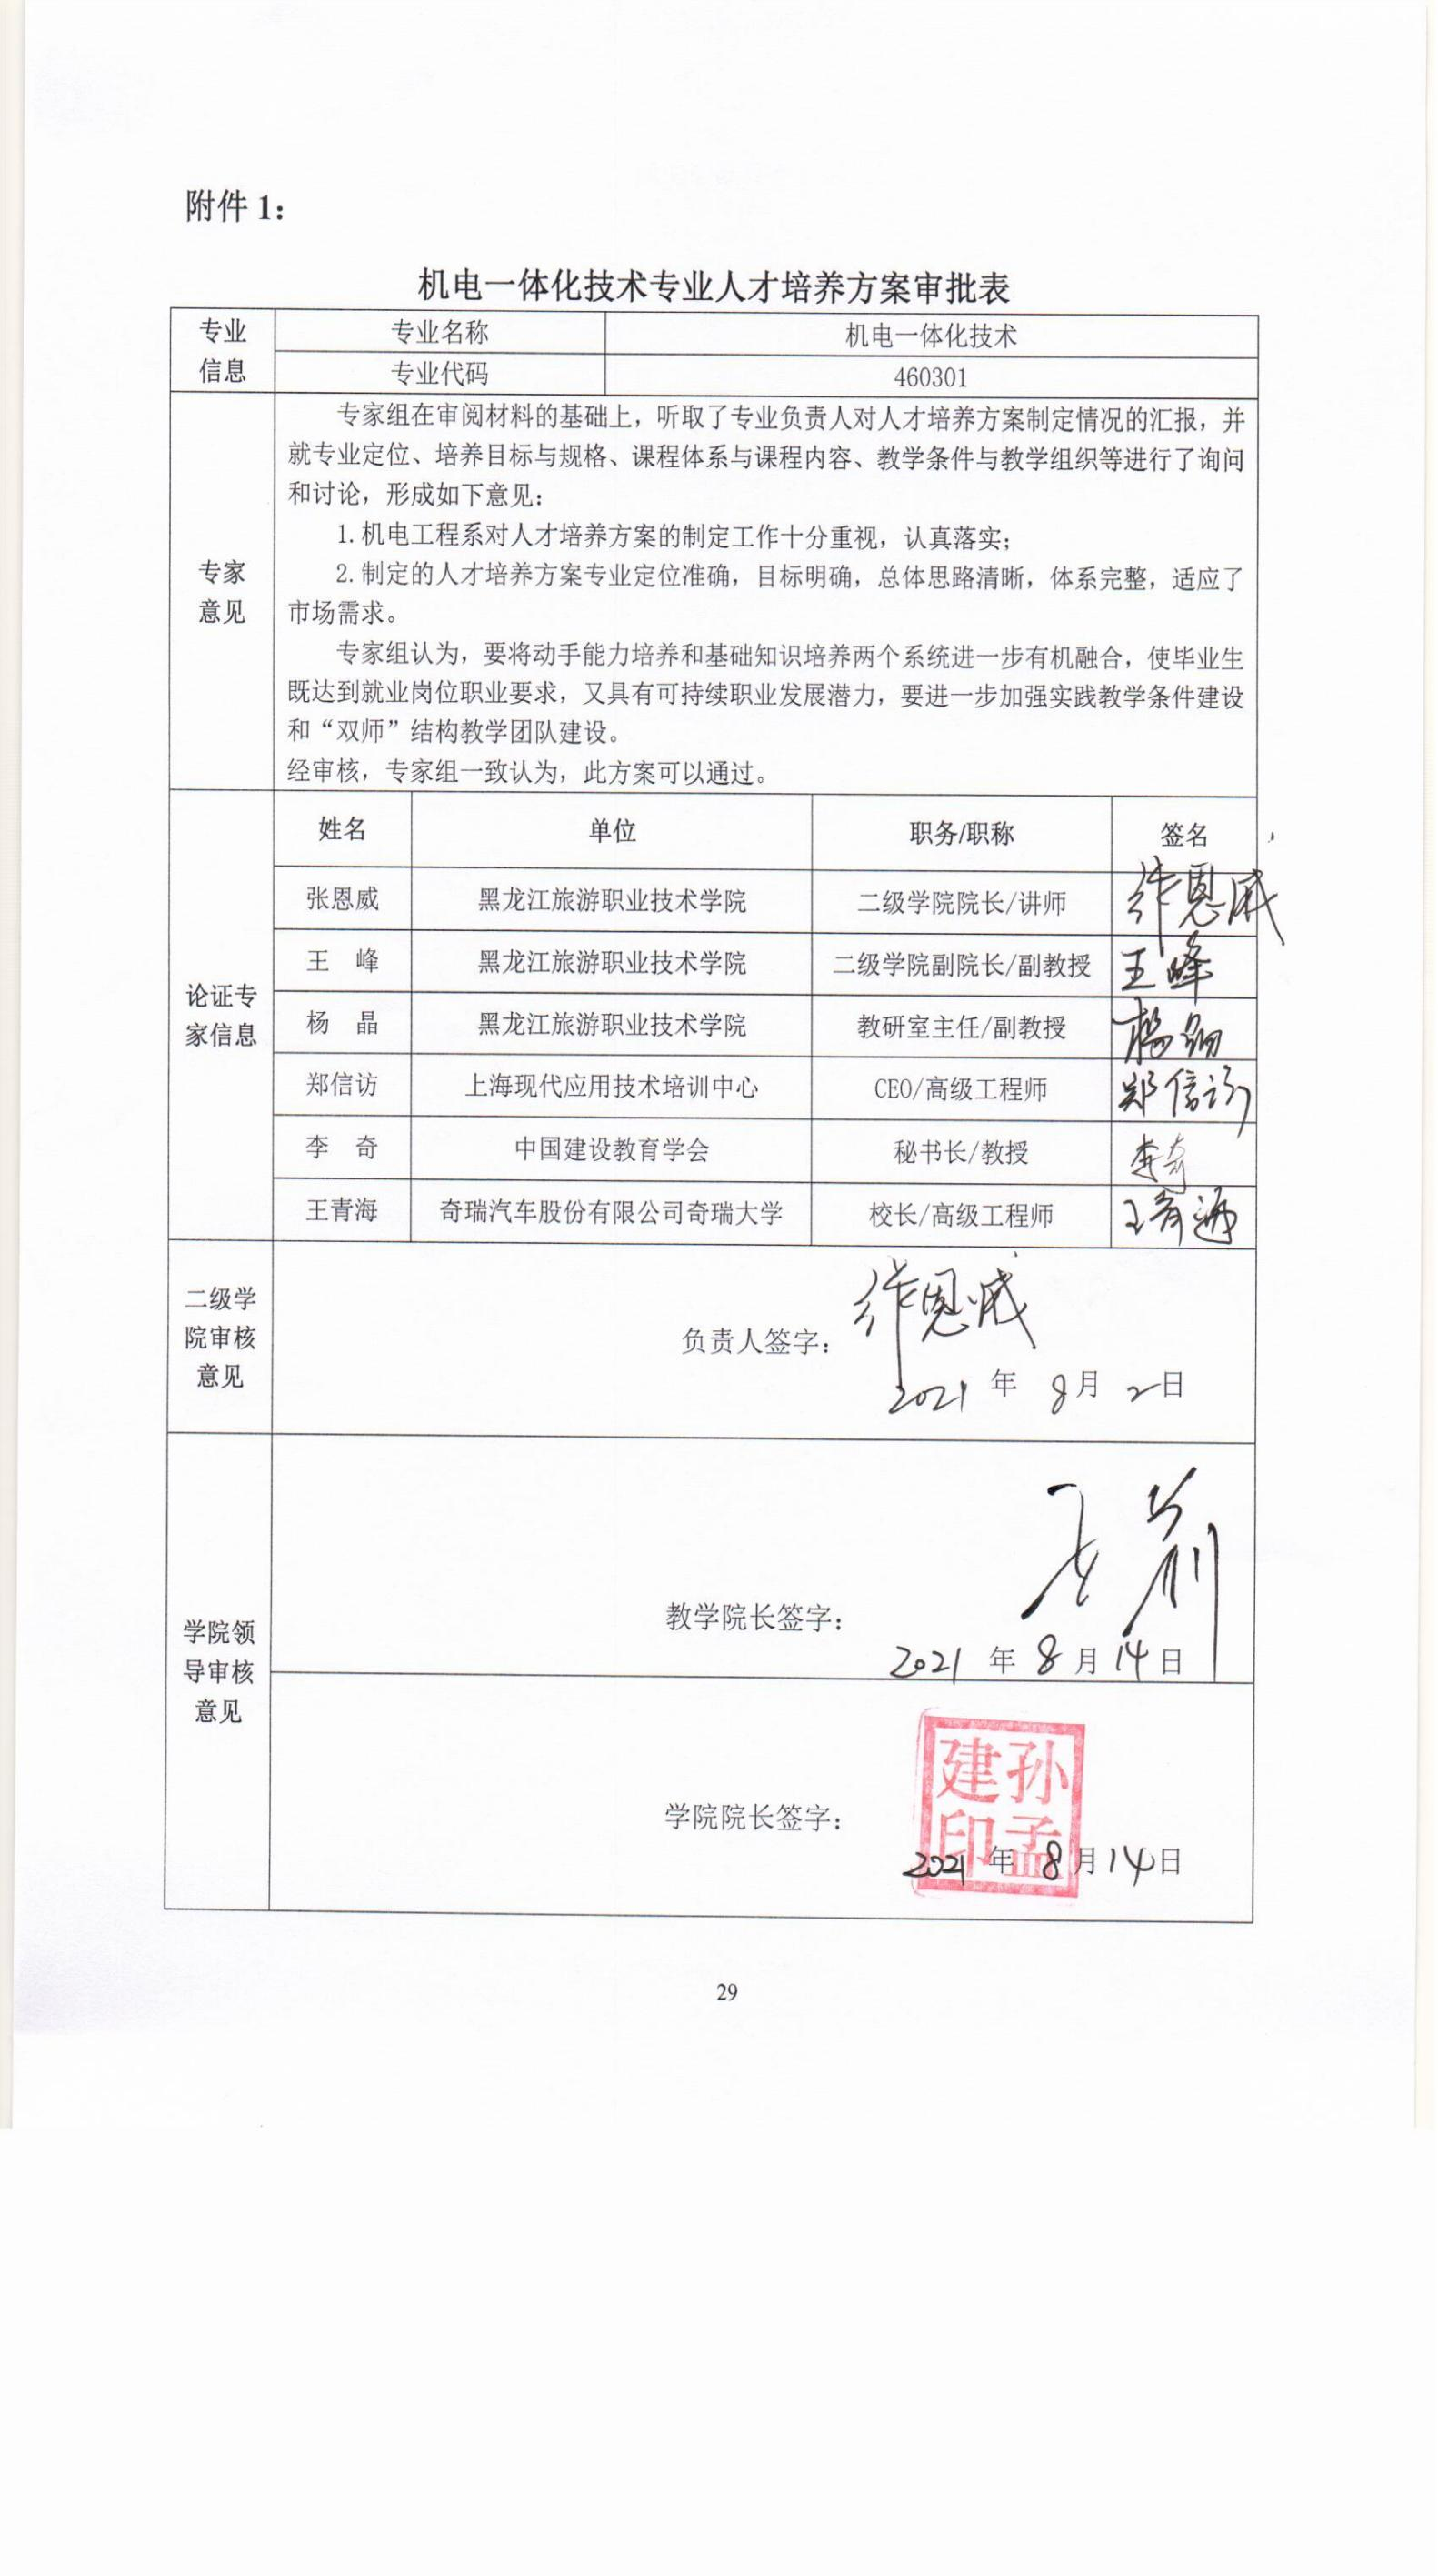 附件 1：
机电一体化技术专业人才培养方案审批表
专业信息
专业名称 机电一体化技术
专业代码 460301
专家意见
专家组在审阅材料的基础上，听取了专业负责人对人才培养方案制定情况的汇报，并
就专业定位、培养目标与规格、课程体系与课程内容、教学条件与教学组织等进行了询问
和讨论，形成如下意见：
1.机电工程系对人才培养方案的制定工作十分重视，认真落实；
2.制定的人才培养方案专业定位准确，目标明确，总体思路清晰，体系完整，适应了
市场需求。
专家组认为，要将动手能力培养和基础知识培养两个系统进一步有机融合，使毕业生
既达到就业岗位职业要求，又具有可持续职业发展潜力，要进一步加强实践教学条件建设
和“双师”结构教学团队建设。
经审核，专家组一致认为，此方案可以通过。
论证专家信息
姓名 单位 职务/职称 签名
张恩威 黑龙江旅游职业技术学院 二级学院院长/讲师 张恩威
王 峰 黑龙江旅游职业技术学院 二级学院副院长/副教授 王峰
杨 晶 黑龙江旅游职业技术学院 教研室主任/副教授 杨晶
郑信访 上海现代应用技术培训中心 CEO/高级工程师 郑信访
李 奇 中国建设教育学会 秘书长/教授 李奇
王青海 奇瑞汽车股份有限公司奇瑞大学 校长/高级工程师 王青海
二级学院审核意见
负责人签字： 张恩威
2021 年 8 月 2 日
学院领导审核意见
教学院长签字：
2021 年 8 月 14 日
学院院长签字： 孙孟建印
2021 年 8 月 14 日
29